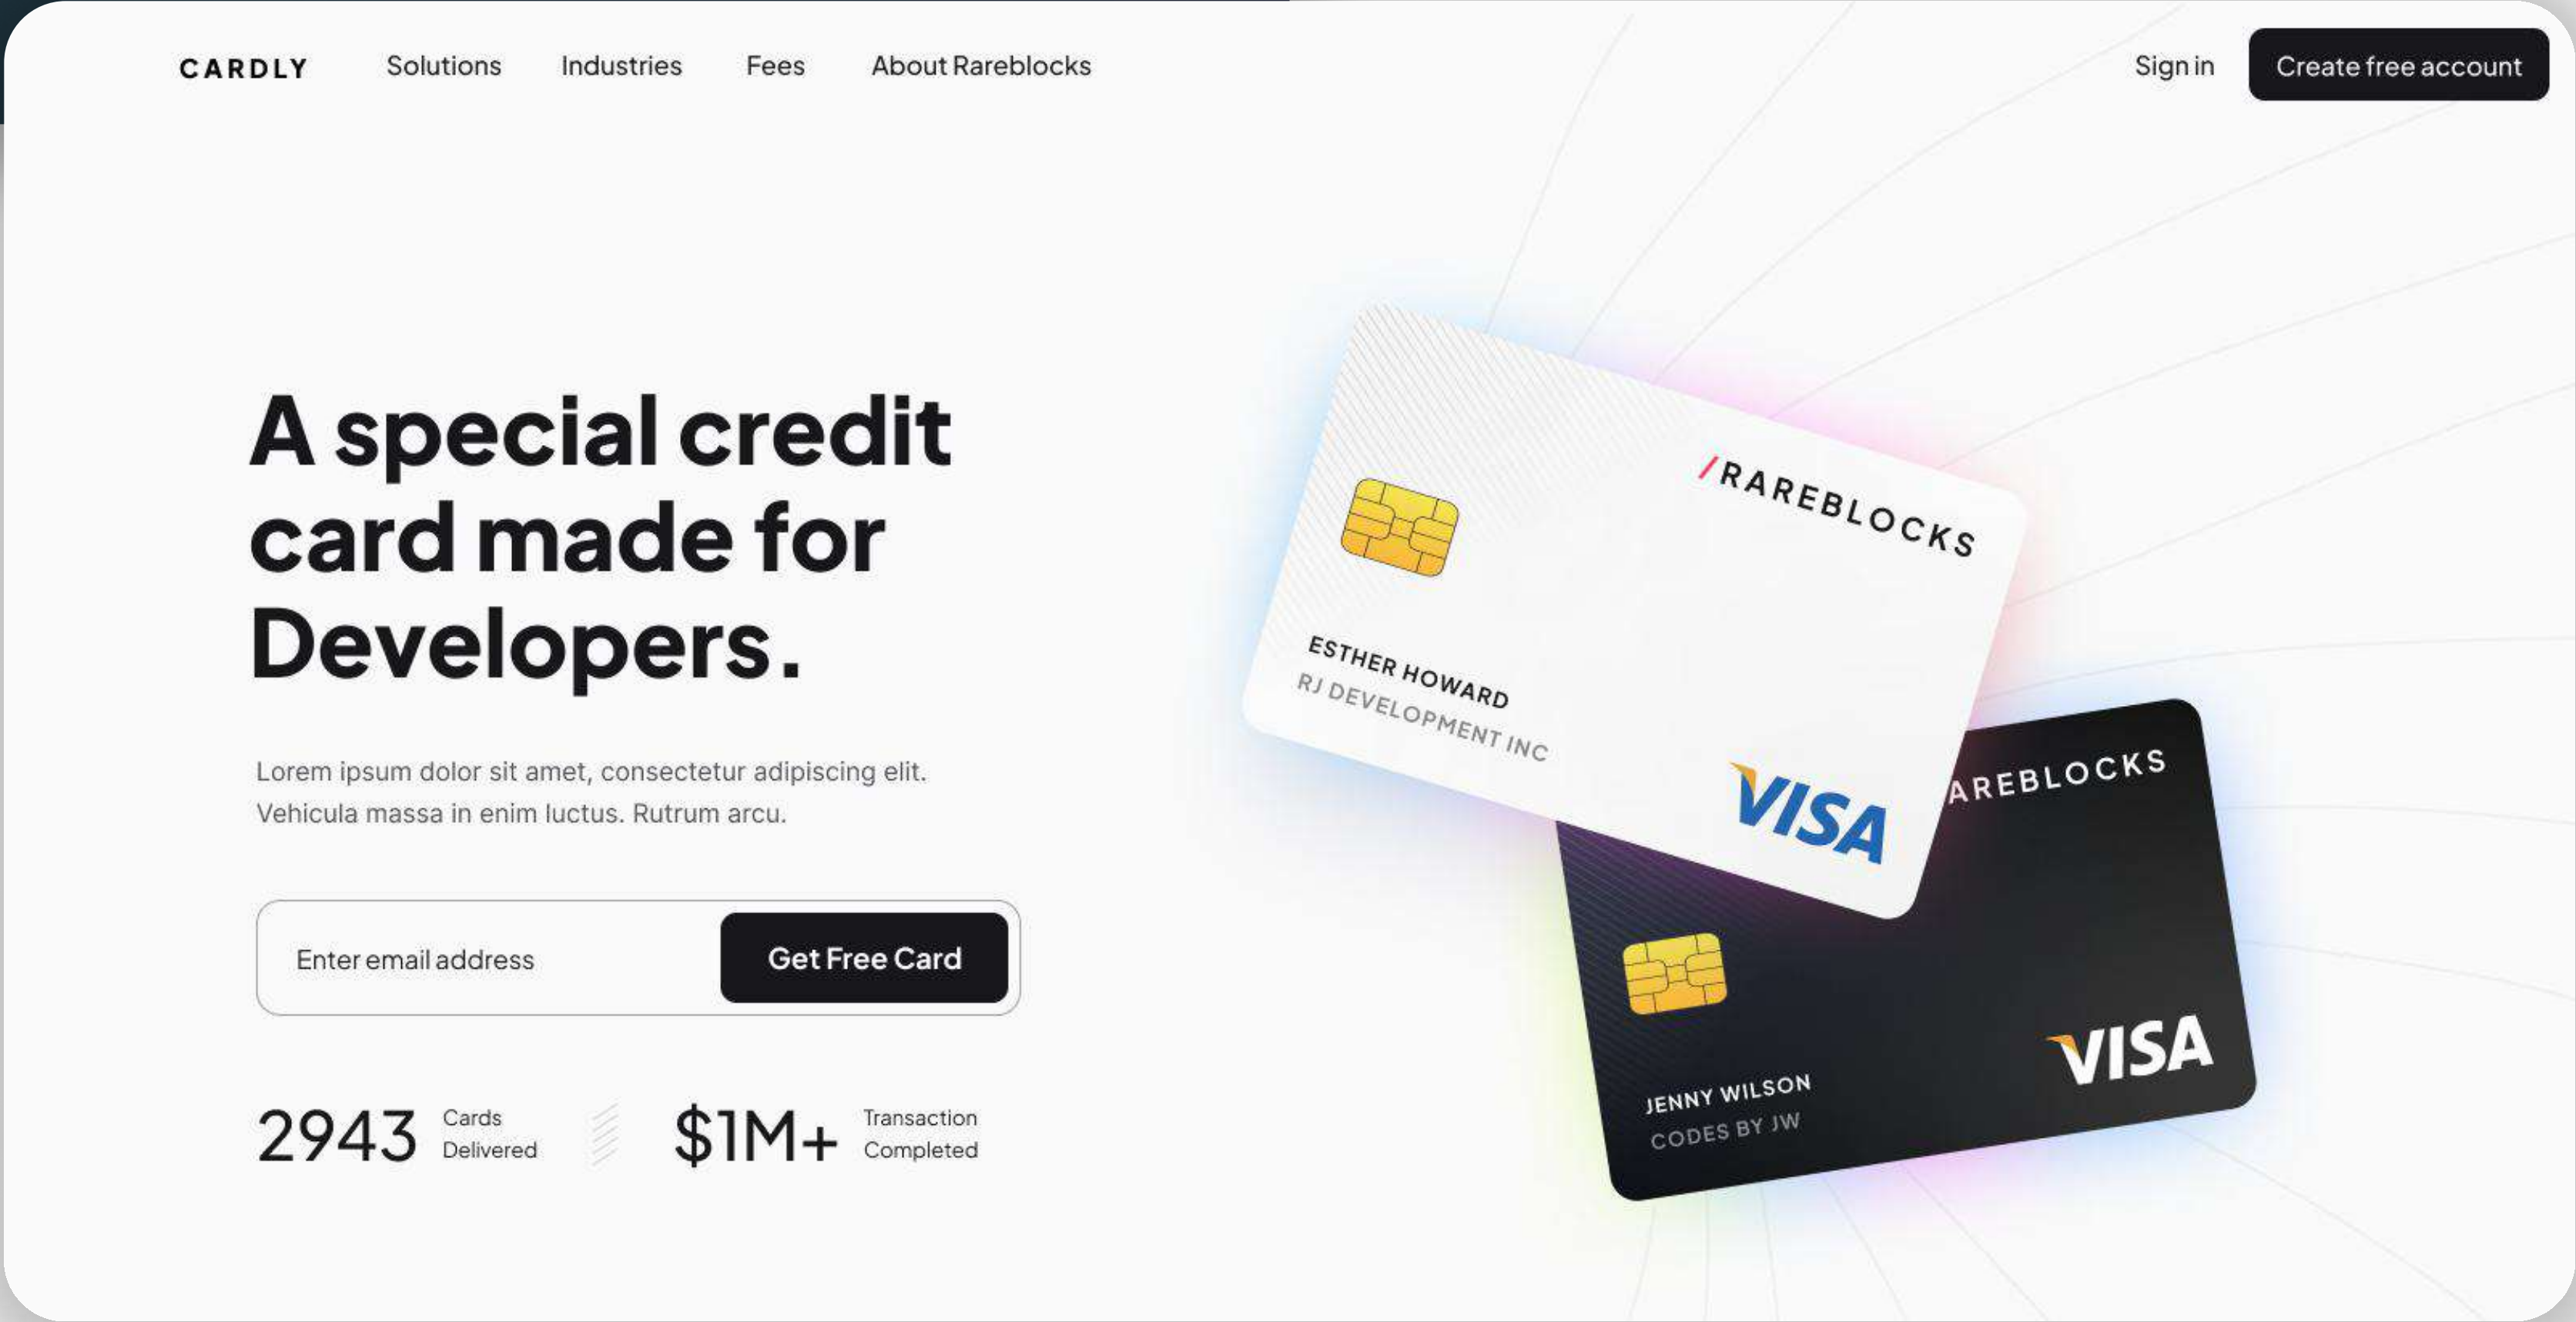 CARDLY
Solutions
Industries
Fees
About Rareblocks
Sign in
Create free account
A special credit
card made for
Developers.
Lorem ipsum dolor sit amet, consectetur adipiscing elit.
Vehicula massa in enim luctus. Rutrum arcu.
Enter email address
Get Free Card
2943
Cards
Delivered
$1M+
Transaction
Completed
/RAREBLOCKS
ESTHER HOWARD
RJ DEVELOPMENT INC
VISA
AREBLOCKS
JENNY WILSON
CODES BY JW
VISA